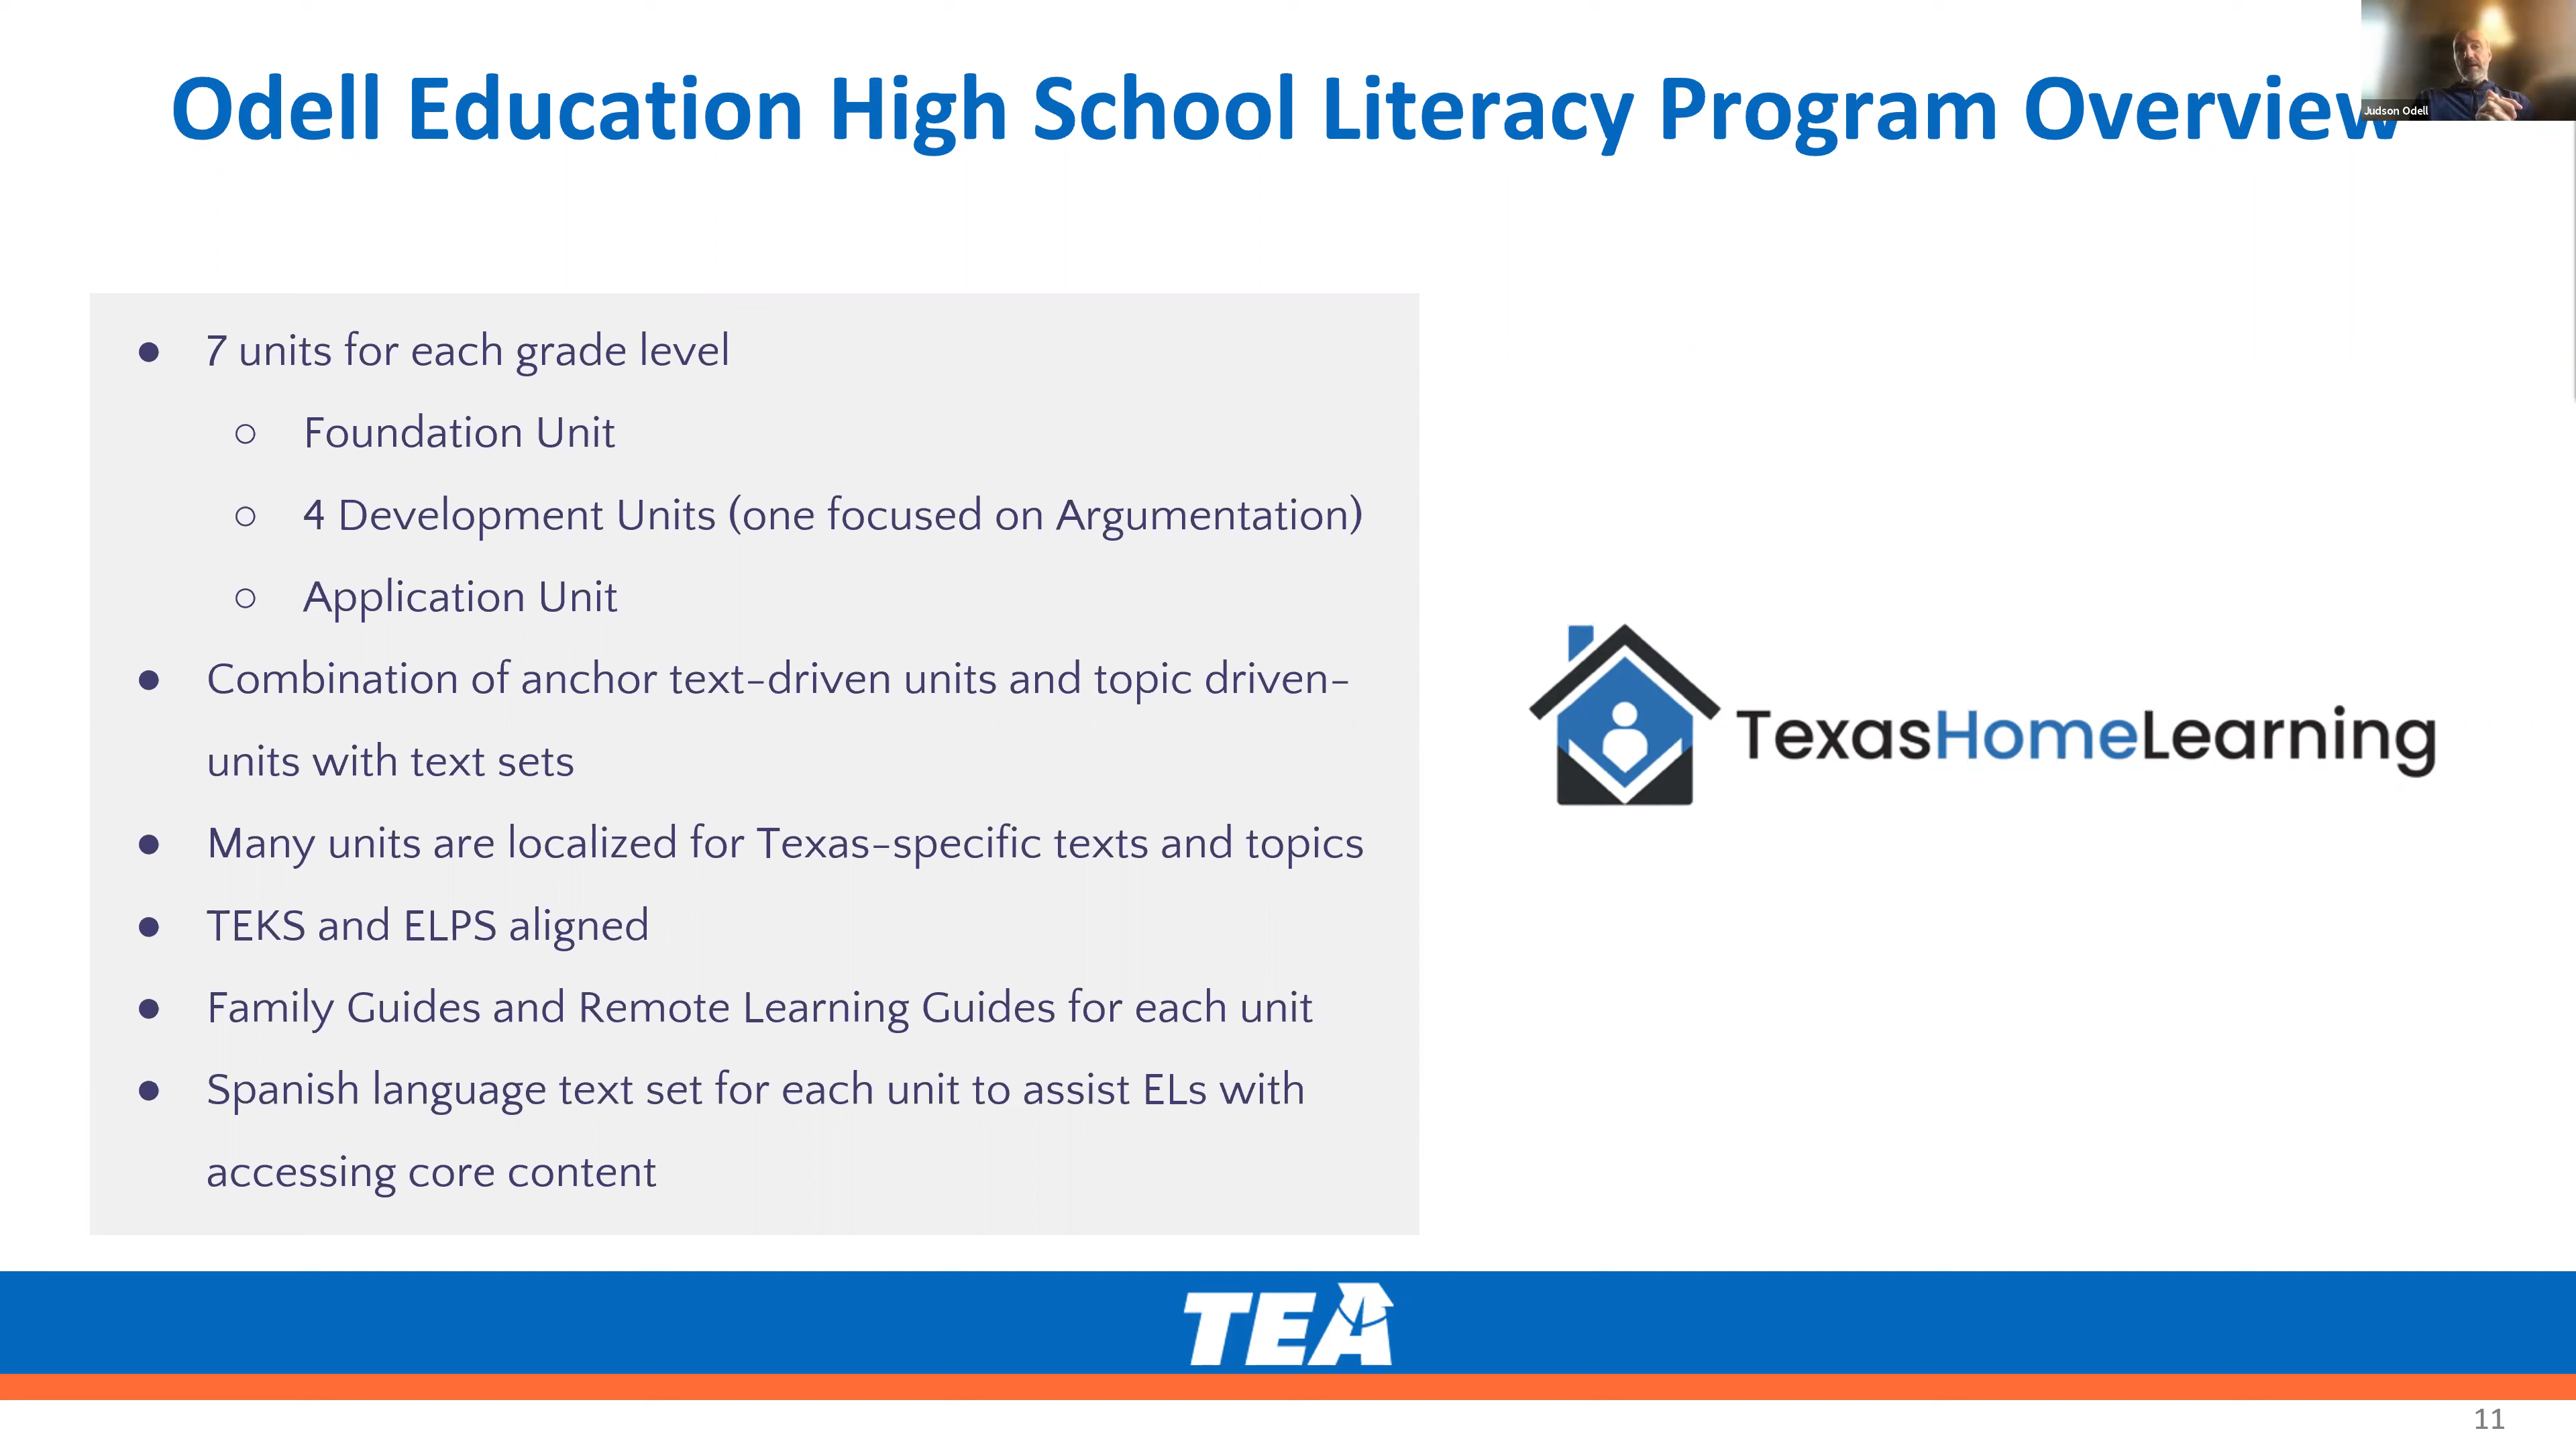 Odell Education High School Literacy Program Overview
Judson Odell
● 7 units for each grade level
○ Foundation Unit
○ 4 Development Units (one focused on Argumentation)
○ Application Unit
● Combination of anchor text-driven units and topic driven-
units with text sets
● Many units are localized for Texas-specific texts and topics
● TEKS and ELPS aligned
● Family Guides and Remote Learning Guides for each unit
● Spanish language text set for each unit to assist ELs with
accessing core content
TexasHomeLearning
TEA
11